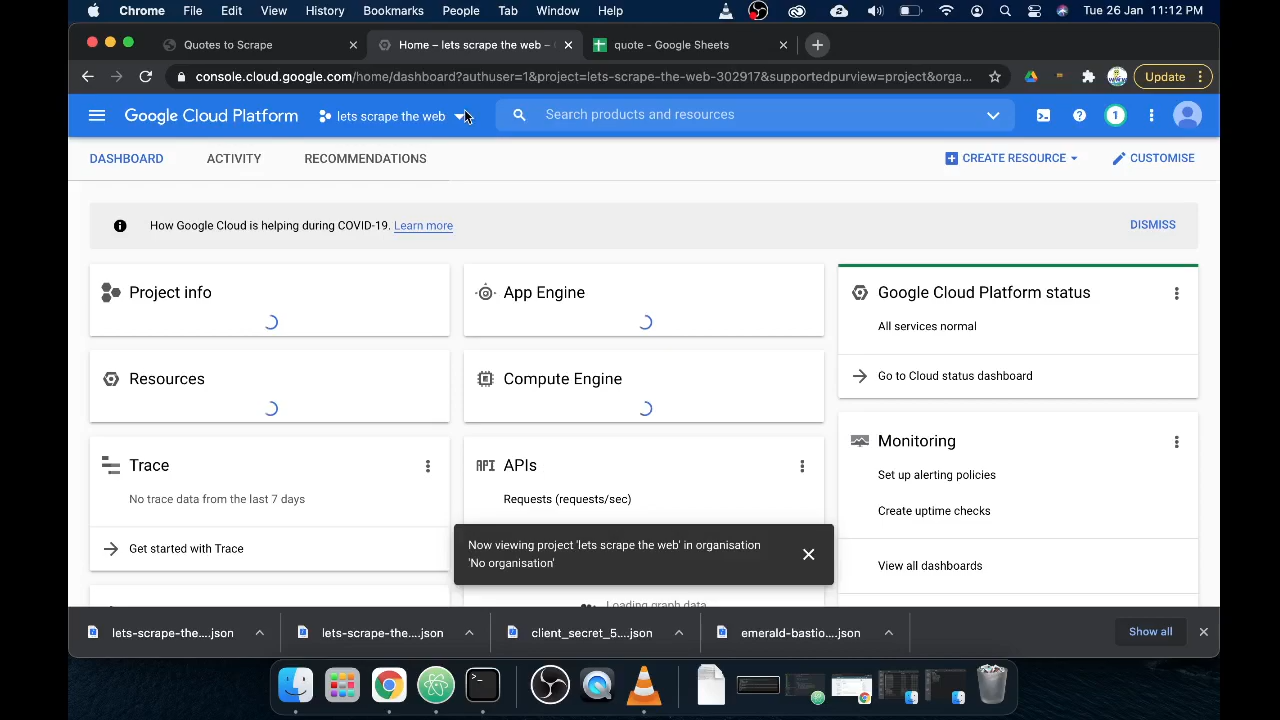 Chrome File Edit View History Bookmarks People Tab Window Help Tue 26 Jan 11:12 PM
Quotes to Scrape Home – lets scrape the web – quote - Google Sheets
console.cloud.google.com/home/dashboard?authuser=1&project=lets-scrape-the-web-302917&supportedpurview=project&orga... Update
Google Cloud Platform lets scrape the web Search products and resources 1
DASHBOARD ACTIVITY RECOMMENDATIONS CREATE RESOURCE CUSTOMISE
How Google Cloud is helping during COVID-19. Learn more DISMISS
Project info
App Engine
Google Cloud Platform status
All services normal
Go to Cloud status dashboard
Resources
Compute Engine
Trace
No trace data from the last 7 days
Get started with Trace
API APIs
Requests (requests/sec)
Loading graph data
Monitoring
Set up alerting policies
Create uptime checks
View all dashboards
Now viewing project 'lets scrape the web' in organisation
'No organisation'
lets-scrape-the....json lets-scrape-the....json client_secret_5....json emerald-bastio....json Show all